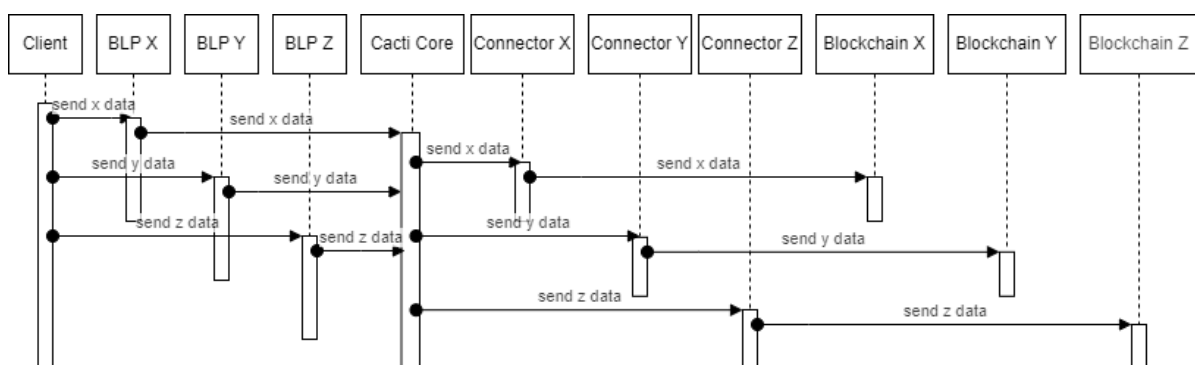 Client
BLP X
BLP Y
BLP Z
Cacti Core
Connector X
Connector Y
Connector Z
Blockchain X
Blockchain Y
Blockchain Z
send x data
send x data
send x data
send x data
send y data
send y data
send z data
send z data
send y data
send y data
send z data
send z data